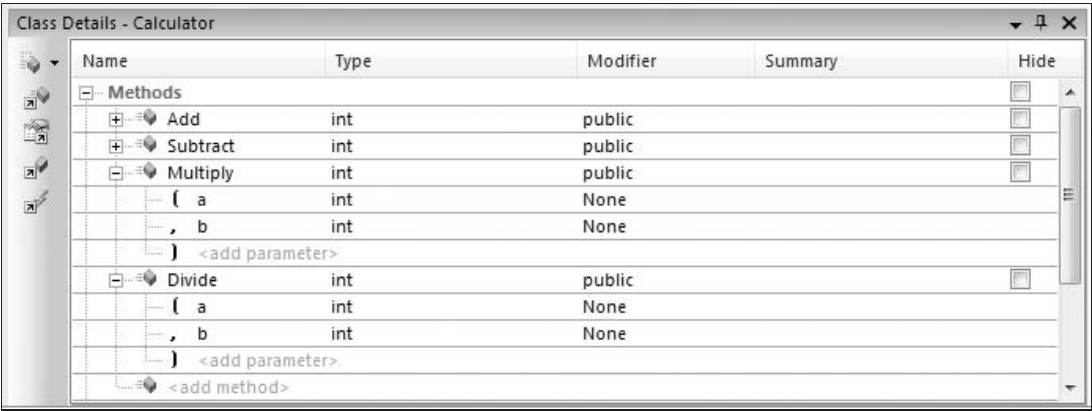 Class Details - Calculator
Name Type Modifier Summary Hide
Methods
Add int public
Subtract int public
Multiply int public
( a int None
, b int None
) <add parameter>
Divide int public
( a int None
, b int None
) <add parameter>
<add method>